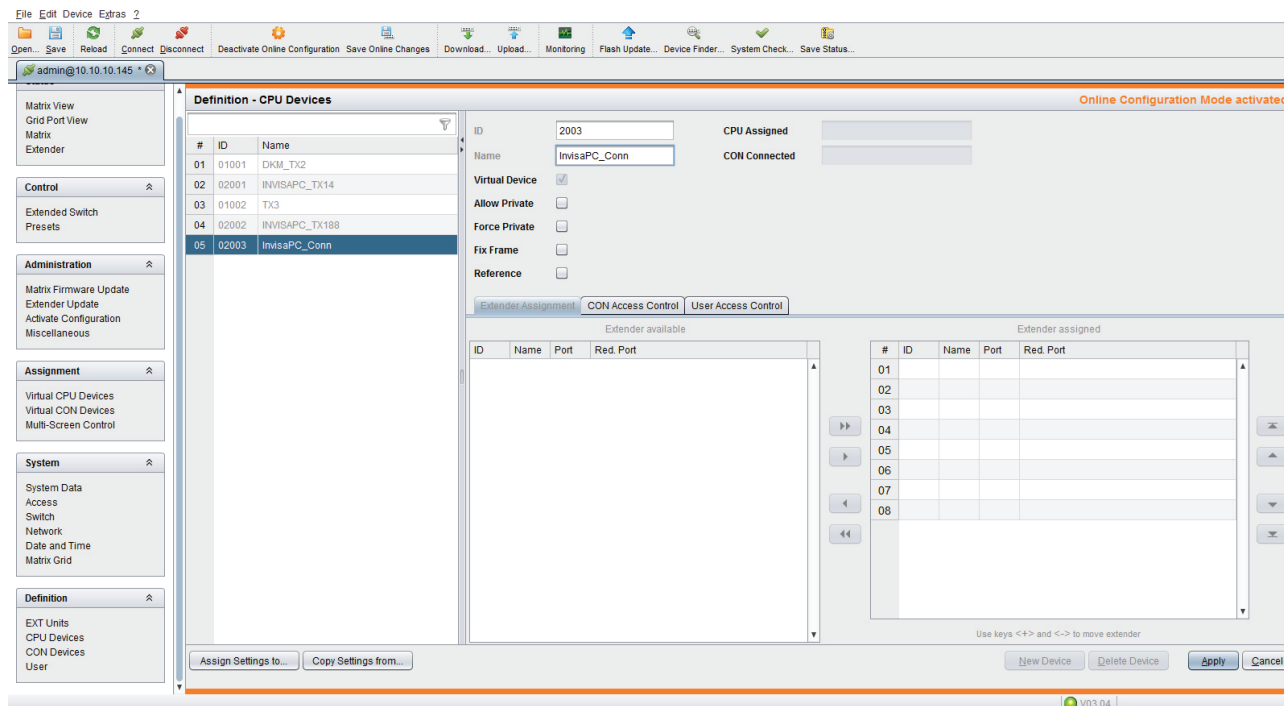 File Edit Device Extras ?
Open... Save Reload Connect Disconnect Deactivate Online Configuration Save Online Changes Download... Upload... Monitoring Flash Update... Device Finder... System Check... Save Status...
admin@10.10.10.145 *
Matrix View
Grid Port View
Matrix
Extender
Control
Extended Switch
Presets
Administration
Matrix Firmware Update
Extender Update
Activate Configuration
Miscellaneous
Assignment
Virtual CPU Devices
Virtual CON Devices
Multi-Screen Control
System
System Data
Access
Switch
Network
Date and Time
Matrix Grid
Definition
EXT Units
CPU Devices
CON Devices
User
Definition - CPU Devices
Online Configuration Mode activated
# ID Name
01 01001 DKM_TX2
02 02001 INVISAPC_TX14
03 01002 TX3
04 02002 INVISAPC_TX188
05 02003 InvisaPC_Conn
ID 2003 CPU Assigned
Name InvisaPC_Conn CON Connected
Virtual Device
Allow Private
Force Private
Fix Frame
Reference
Extender Assignment CON Access Control User Access Control
Extender available Extender assigned
ID Name Port Red. Port # ID Name Port Red. Port
01
02
03
04
05
06
07
08
Use keys <+> and <-> to move extender
Assign Settings to... Copy Settings from... New Device Delete Device Apply Cancel
V03.04